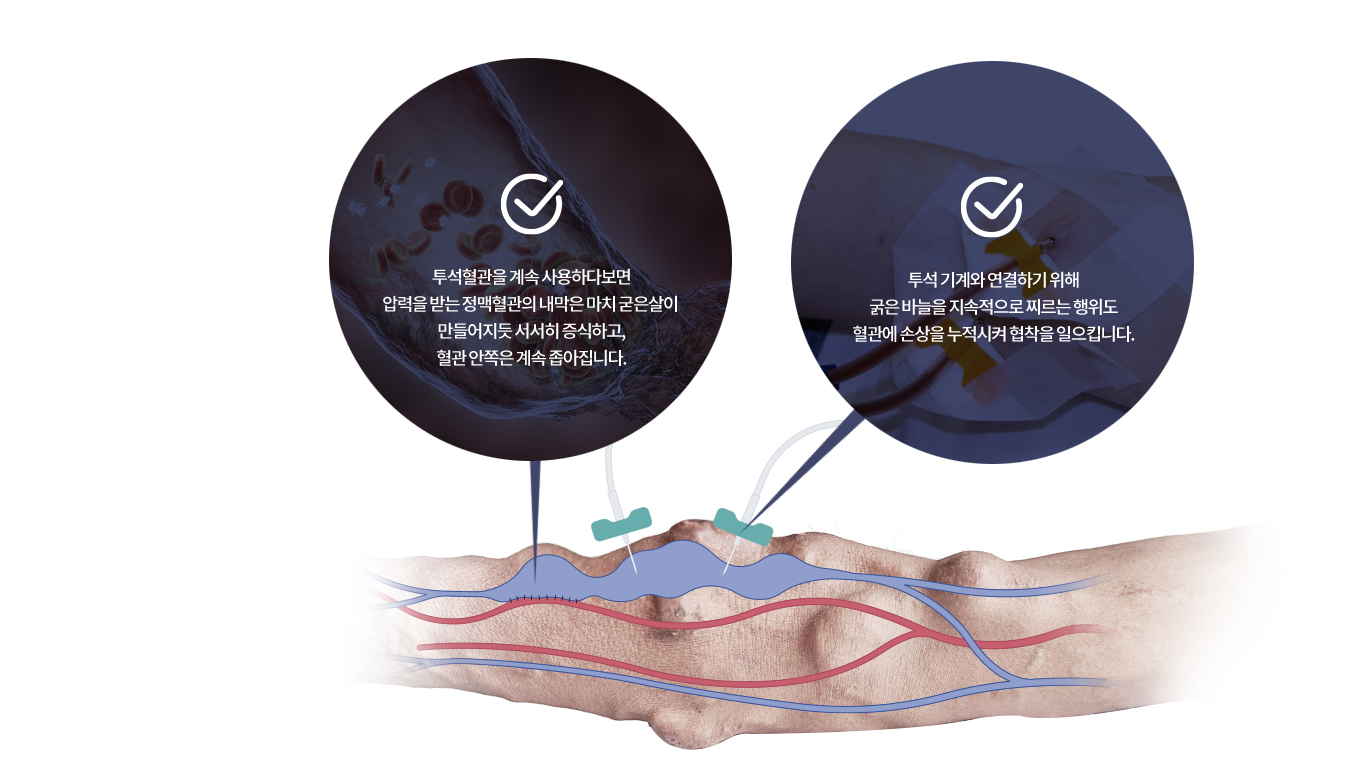 투석혈관을 계속 사용하다보면
압력을 받는 정맥혈관의 내막은 마치 굳은살이
만들어지듯 서서히 증식하고,
혈관 안쪽은 계속 좁아집니다.
투석 기계와 연결하기 위해
굵은 바늘을 지속적으로 찌르는 행위도
혈관에 손상을 누적시켜 협착을 일으킵니다.